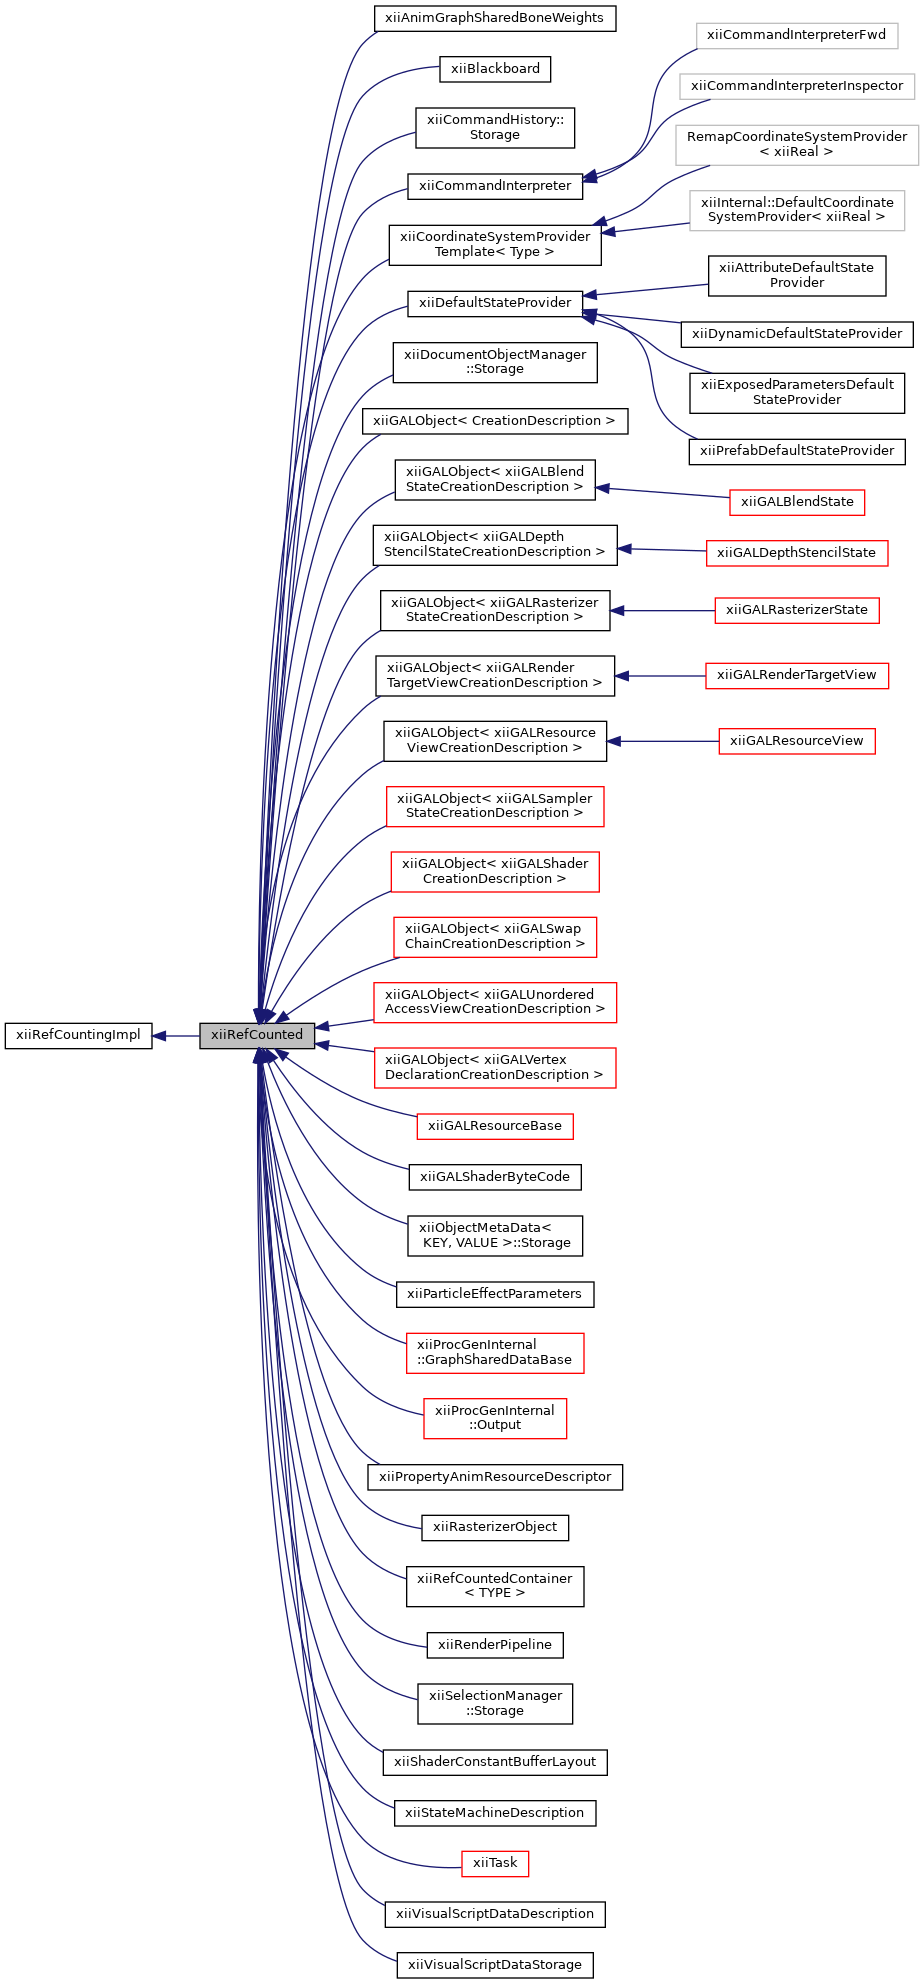 xiiAnimGraphSharedBoneWeights
xiiBlackboard
xiiCommandHistory::
Storage
xiiCommandInterpreter
xiiCoordinateSystemProvider
Template< Type >
xiiDefaultStateProvider
xiiDocumentObjectManager
::Storage
xiiGALObject< CreationDescription >
xiiGALObject< xiiGALBlend
StateCreationDescription >
xiiGALObject< xiiGALDepth
StencilStateCreationDescription >
xiiGALObject< xiiGALRasterizer
StateCreationDescription >
xiiGALObject< xiiGALRender
TargetViewCreationDescription >
xiiGALObject< xiiGALResource
ViewCreationDescription >
xiiGALObject< xiiGALSampler
StateCreationDescription >
xiiGALObject< xiiGALShader
CreationDescription >
xiiGALObject< xiiGALSwap
ChainCreationDescription >
xiiGALObject< xiiGALUnordered
AccessViewCreationDescription >
xiiRefCountingImpl
xiiRefCounted
xiiGALObject< xiiGALVertex
DeclarationCreationDescription >
xiiGALResourceBase
xiiGALShaderByteCode
xiiObjectMetaData<
KEY, VALUE >::Storage
xiiParticleEffectParameters
xiiProcGenInternal
::GraphSharedDataBase
xiiProcGenInternal
::Output
xiiPropertyAnimResourceDescriptor
xiiRasterizerObject
xiiRefCountedContainer
< TYPE >
xiiRenderPipeline
xiiSelectionManager
::Storage
xiiShaderConstantBufferLayout
xiiStateMachineDescription
xiiTask
xiiVisualScriptDataDescription
xiiVisualScriptDataStorage
xiiCommandInterpreterFwd
xiiCommandInterpreterInspector
RemapCoordinateSystemProvider
< xiiReal >
xiiInternal::DefaultCoordinate
SystemProvider< xiiReal >
xiiAttributeDefaultState
Provider
xiiDynamicDefaultStateProvider
xiiExposedParametersDefault
StateProvider
xiiPrefabDefaultStateProvider
xiiGALBlendState
xiiGALDepthStencilState
xiiGALRasterizerState
xiiGALRenderTargetView
xiiGALResourceView